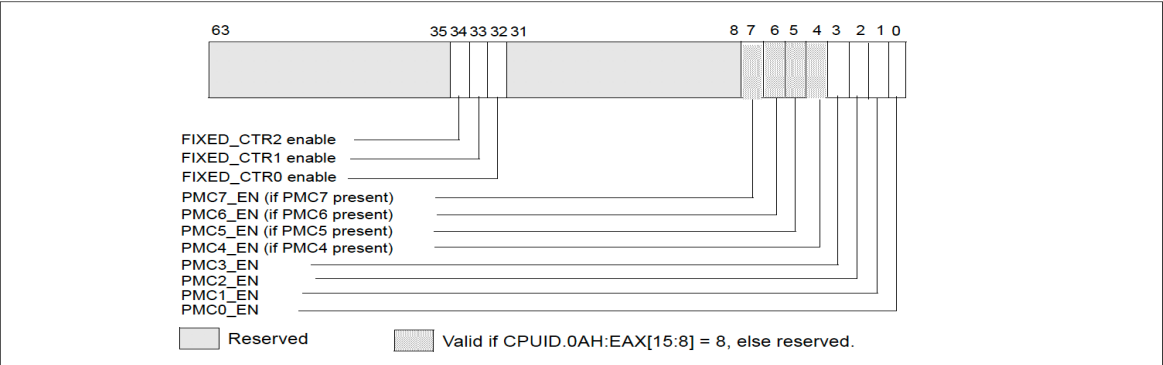 63 35 34 33 32 31 8 7 6 5 4 3 2 1 0
FIXED_CTR2 enable
FIXED_CTR1 enable
FIXED_CTR0 enable
PMC7_EN (if PMC7 present)
PMC6_EN (if PMC6 present)
PMC5_EN (if PMC5 present)
PMC4_EN (if PMC4 present)
PMC3_EN
PMC2_EN
PMC1_EN
PMC0_EN
Reserved Valid if CPUID.0AH:EAX[15:8] = 8, else reserved.